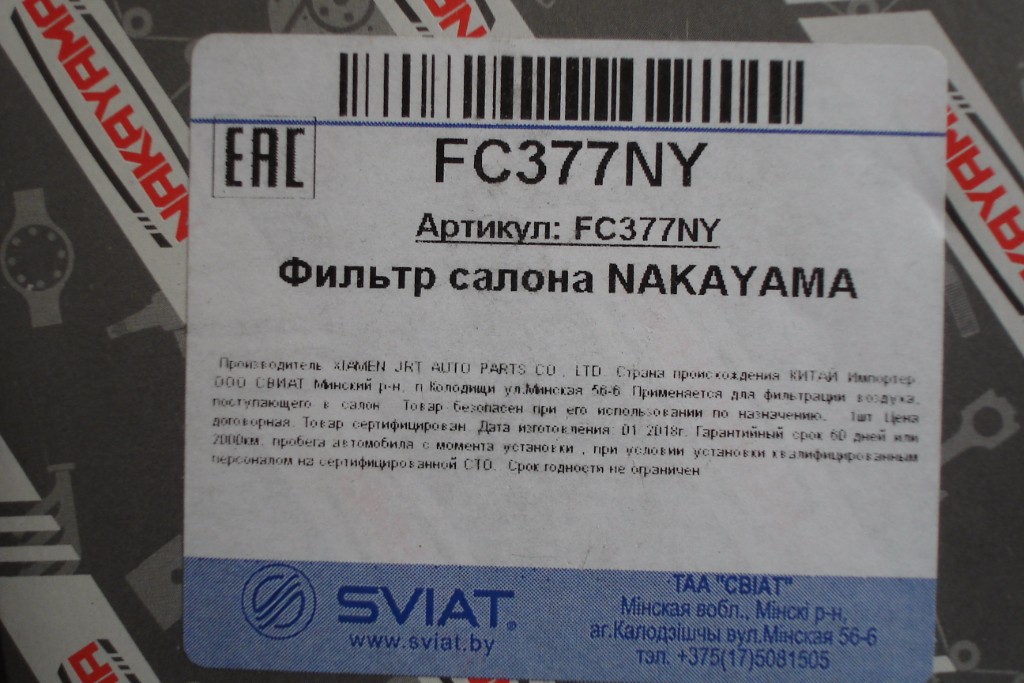 NAKAYAMA
EAC
FC377NY
Артикул: FC377NY
Фильтр салона NAKAYAMA
Производитель XIAMEN JRT AUTO PARTS CO., LTD. Страна происхождения КИТАЙ Импортер
ООО СВИАТ Минский р-н, п.Колодищи ул.Минская 56-6 Применяется для фильтрации воздуха,
поступающего в салон Товар безопасен при его использовании по назначению. 1шт Цена
договорная. Товар сертифицирован. Дата изготовления: 01 2018г. Гарантийный срок 60 дней или
2000км. пробега автомобиля с момента установки , при условии установки квалифицированным
персоналом на сертифицированной СТО. Срок годности не ограничен
SVIAT
www.sviat.by
ТАА "СВІАТ"
Мінская вобл., Мінскі р-н,
аг.Калодзішчы вул.Мінская 56-6
тэл. +375(17)5081505